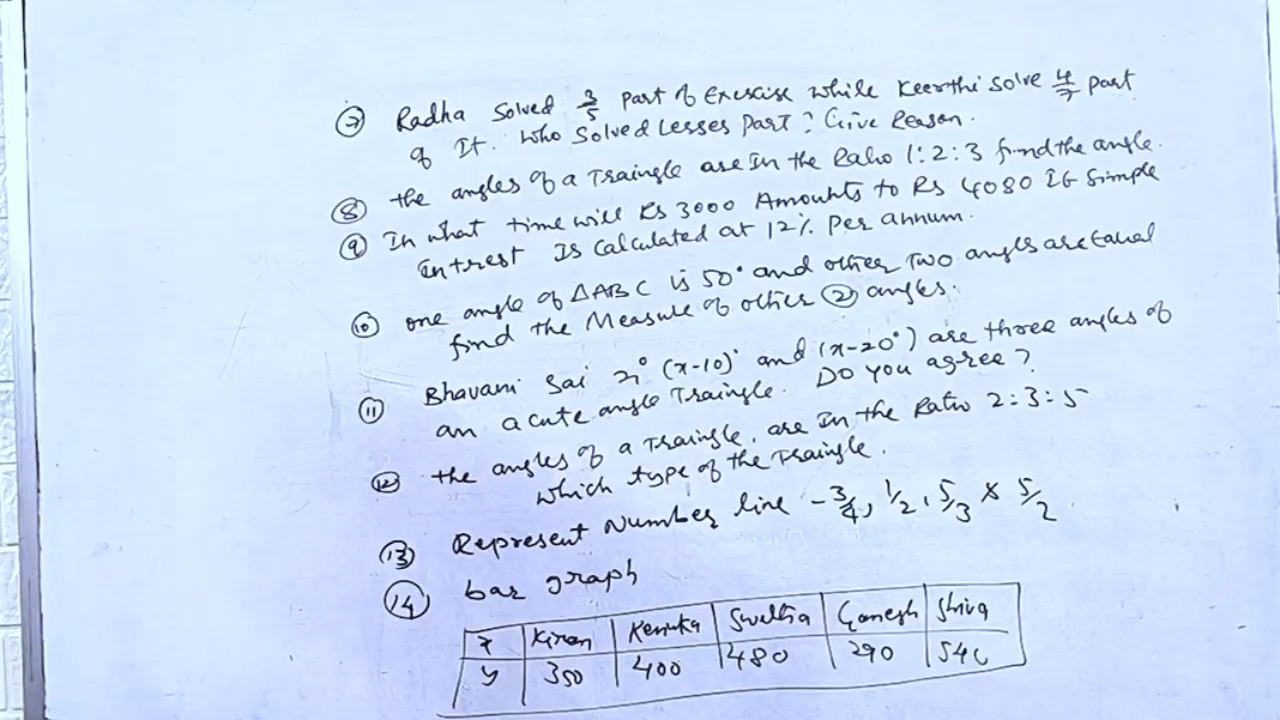 ⑦ Radha Solved 3/5 part of Exercise while Keerthi solve 4/7 part
of It. who Solved Lesses Part? Give Reason.
⑧ the angles of a Traingle are In the Ratio 1:2:3 find the angle.
⑨ In what time will Rs 3000 Amounts to Rs 4080 If Simple
intrest Is calculated at 12% Per annum.
⑩ one angle of △ABC is 50° and other two angles are Eaual
find the Measure of other ② angles.
⑪ Bhavani Sai x° (x-10)° and (x-20°) are three angles of
an acute angle Traingle. Do you agree?
⑫ the angles of a Traingle. are In the Ratio 2:3:5
which type of the Traingle.
⑬ Represent Number line -3/4, 1/2, 5/3 & 5/2
⑭ bar graph
x Kiran Renuka Swetha Ganesh Shiva
y 350 400 480 290 540